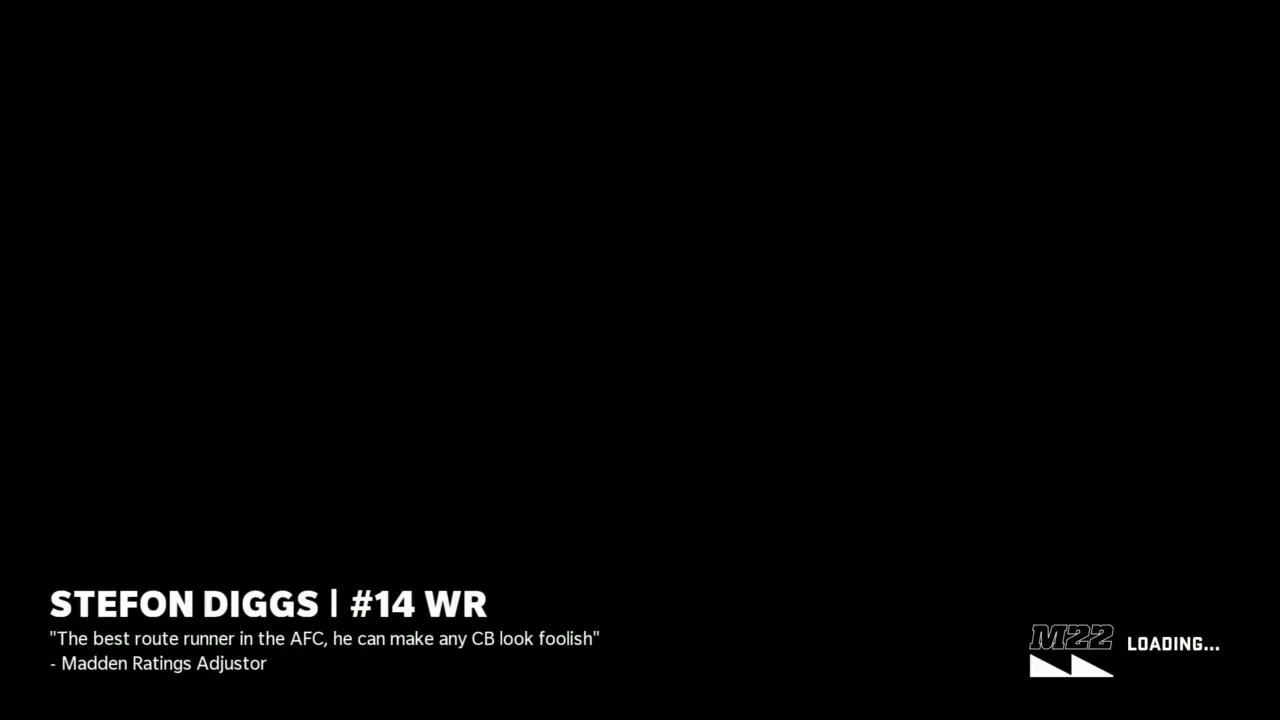 STEFON DIGGS | #14 WR
"The best route runner in the AFC, he can make any CB look foolish"
- Madden Ratings Adjustor
M22
LOADING...